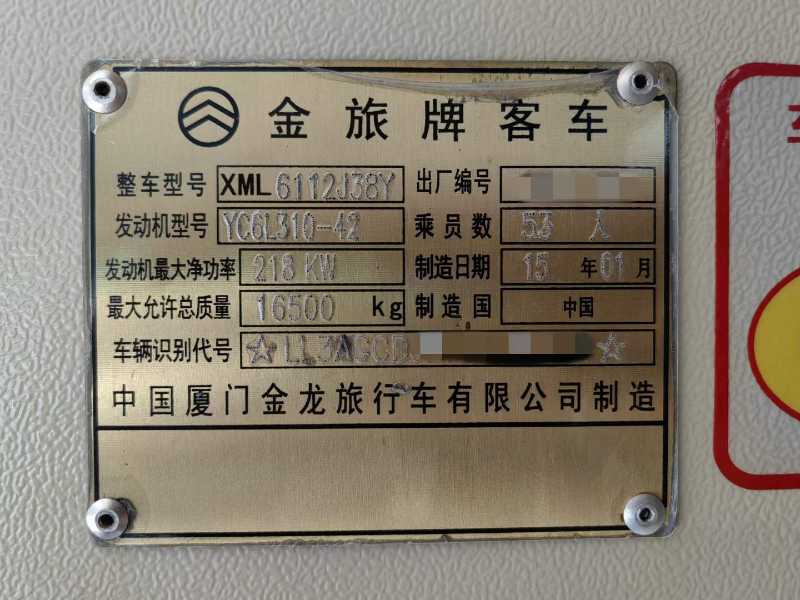 金旅牌客车
整车型号 XML6112J38Y 出厂编号
发动机型号 YC6L310-42 乘员数 53 人
发动机最大净功率 218 KW 制造日期 15 年 01 月
最大允许总质量 16500 kg 制造国 中国
车辆识别代号 ☆LL3AGCDJ ☆
中国厦门金龙旅行车有限公司制造